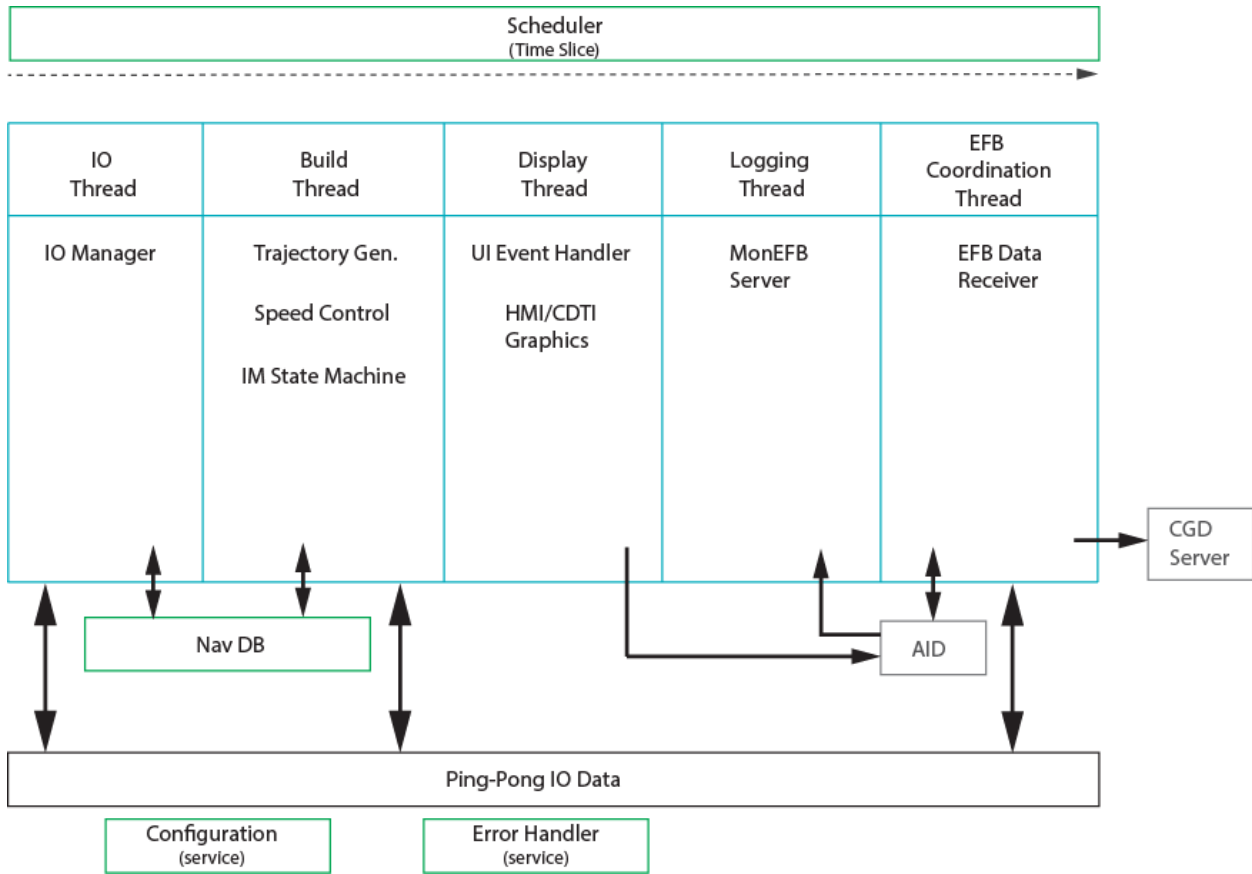 Scheduler
(Time Slice)
IO
Thread
Build
Thread
Display
Thread
Logging
Thread
EFB
Coordination
Thread
IO Manager
Trajectory Gen.
Speed Control
IM State Machine
UI Event Handler
HMI/CDTI
Graphics
MonEFB
Server
EFB Data
Receiver
CGD
Server
Nav DB
AID
Ping-Pong IO Data
Configuration
(service)
Error Handler
(service)